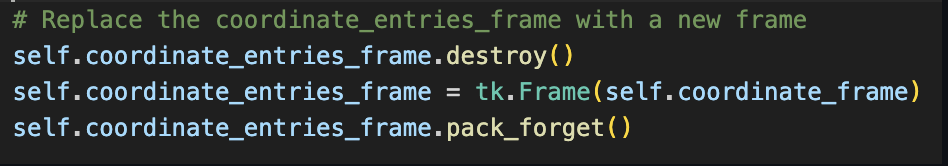 # Replace the coordinate_entries_frame with a new frame
self.coordinate_entries_frame.destroy()
self.coordinate_entries_frame = tk.Frame(self.coordinate_frame)
self.coordinate_entries_frame.pack_forget()